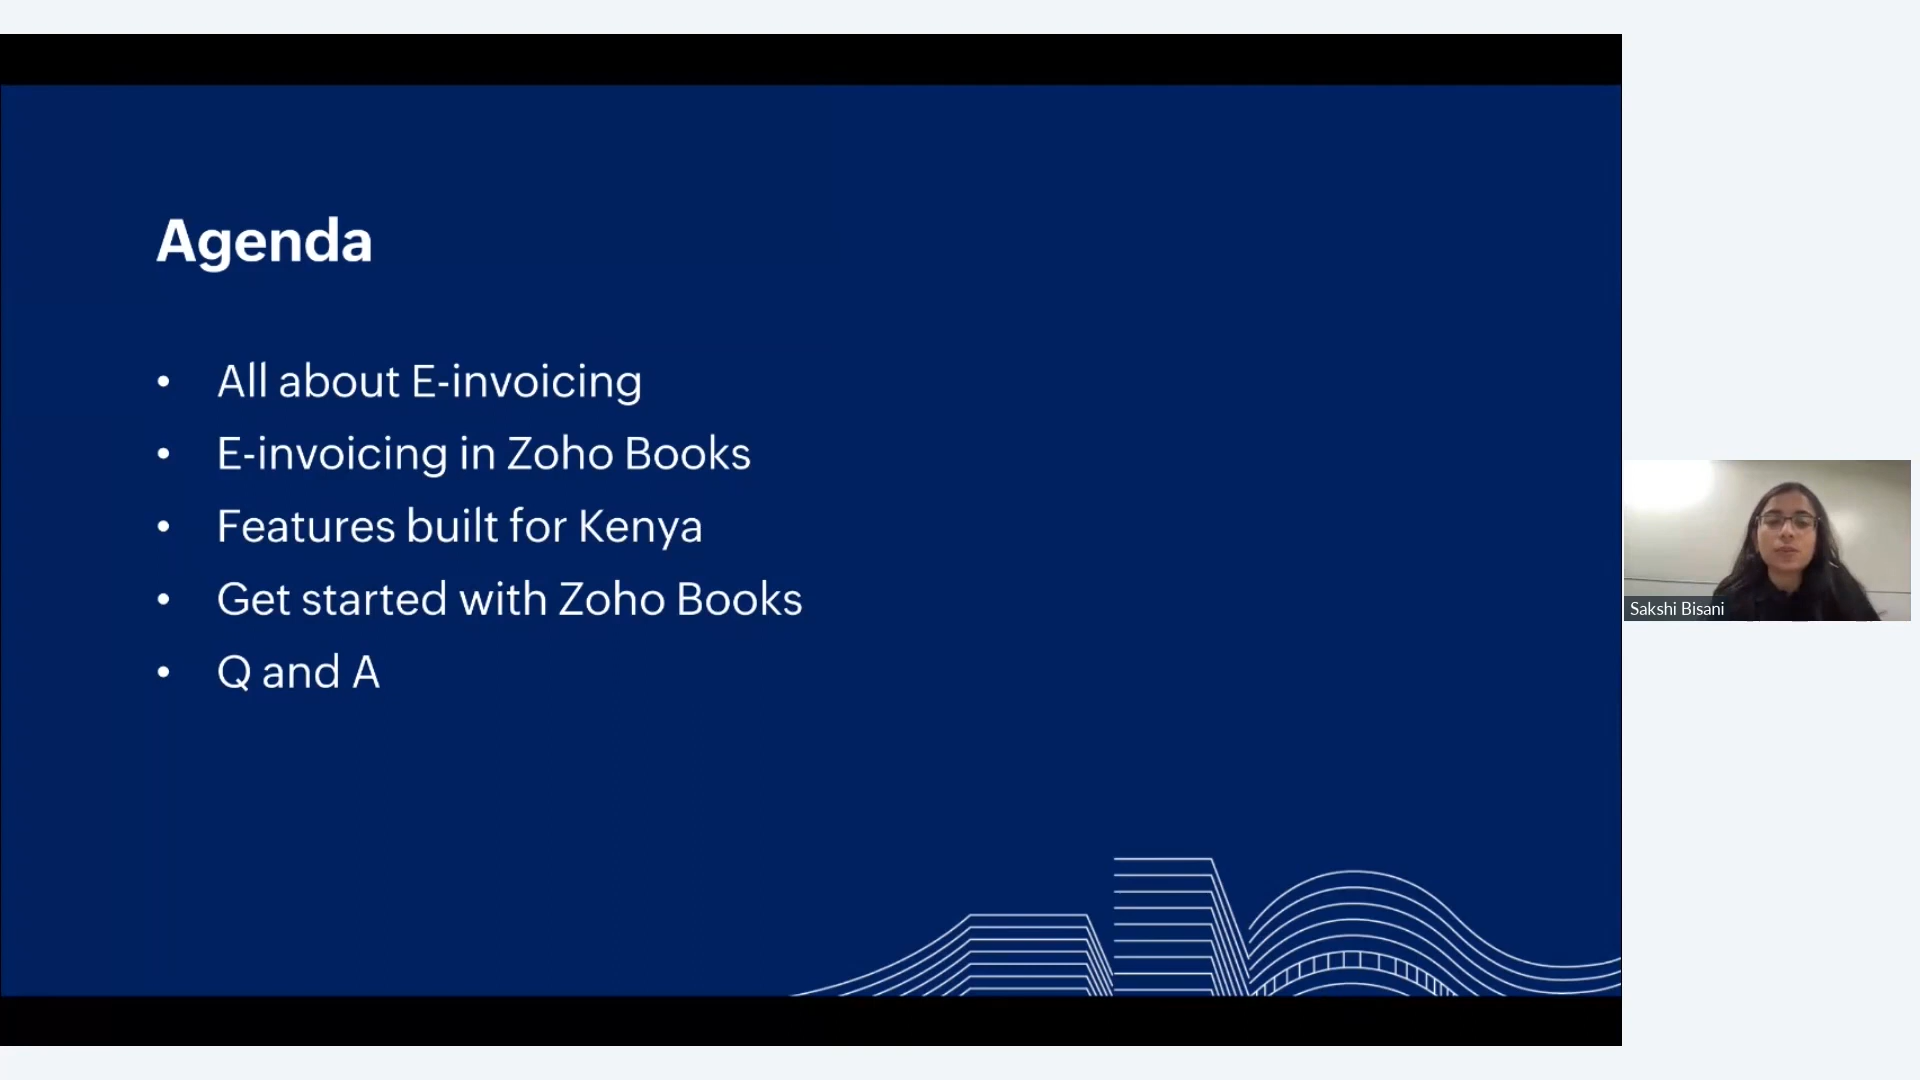 Agenda
• All about E-invoicing
• E-invoicing in Zoho Books
• Features built for Kenya
• Get started with Zoho Books
• Q and A
Sakshi Bisani